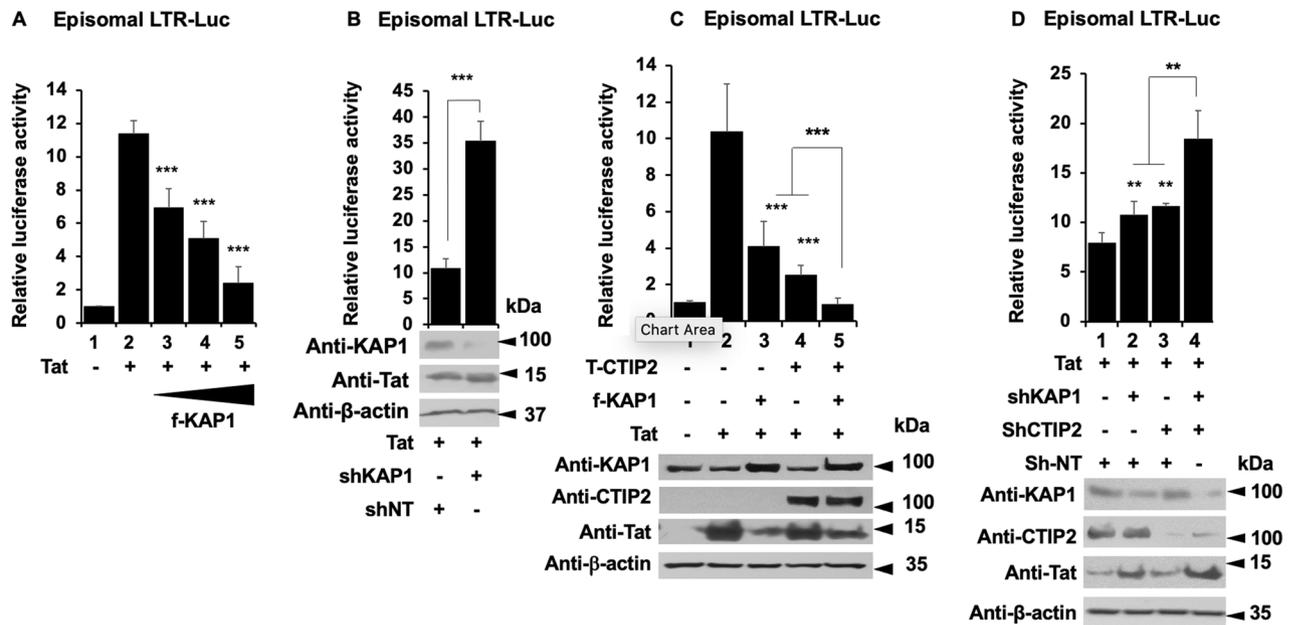 A Episomal LTR-Luc
Relative luciferase activity
14
12
10
8
6
4
2
0
***
***
***
1 2 3 4 5
Tat - + + + +
f-KAP1
B Episomal LTR-Luc
Relative luciferase activity
45
40
35
30
25
20
15
10
5
0
***
kDa
Anti-KAP1 100
Anti-Tat 15
Anti-β-actin 37
Tat + +
shKAP1 - +
shNT + -
C Episomal LTR-Luc
Relative luciferase activity
14
12
10
8
6
4
2
***
***
***
Chart Area
2 3 4 5
T-CTIP2 - - - + +
f-KAP1 - - + - +
Tat - + + + +
kDa
Anti-KAP1 100
Anti-CTIP2 100
Anti-Tat 15
Anti-β-actin 35
D Episomal LTR-Luc
Relative luciferase activity
25
20
15
10
5
0
**
** **
1 2 3 4
Tat + + + +
shKAP1 - + - +
ShCTIP2 - - + +
Sh-NT + + + -
kDa
Anti-KAP1 100
Anti-CTIP2 100
Anti-Tat 15
Anti-β-actin 35